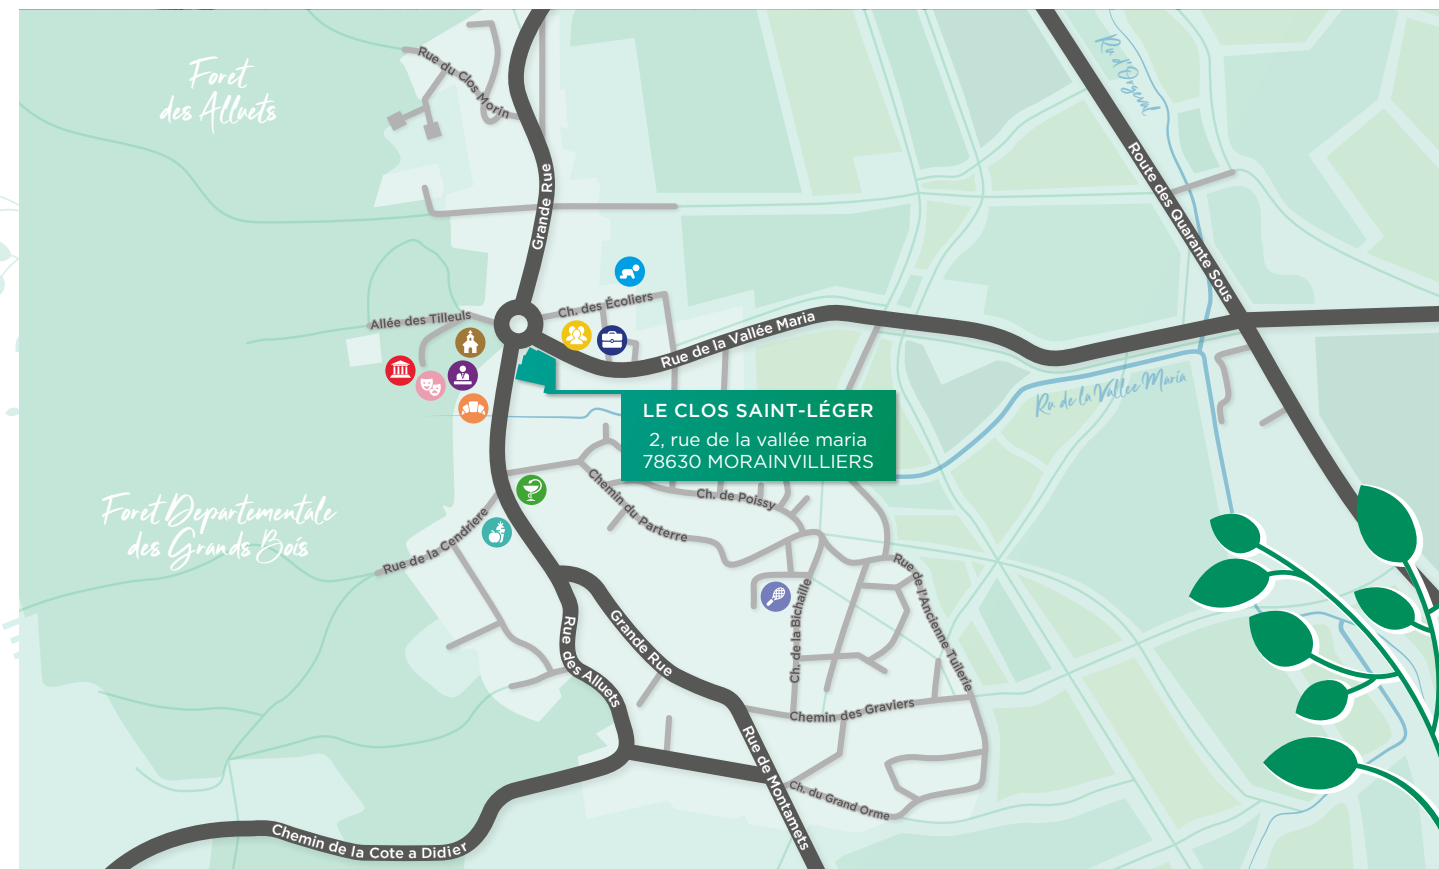 Foret
des Alluets
Rue du Clos Morin
Ru d'Orgeval
Route des Quarante Sous
Grande Rue
Ch. des Écoliers
Allée des Tilleuls
Rue de la Vallée Maria
Ru de la Vallee Maria
LE CLOS SAINT-LÉGER
2, rue de la vallée maria
78630 MORAINVILLIERS
Foret Departementale
des Grands Bois
Chemin du Parterre
Ch. de Poissy
Rue de la Cendriere
Rue de l'Ancienne Tuilerie
Ch. de la Bichaille
Grande Rue
Rue des Alluets
Chemin des Graviers
Rue de Montamets
Ch. du Grand Orme
Chemin de la Cote a Didier